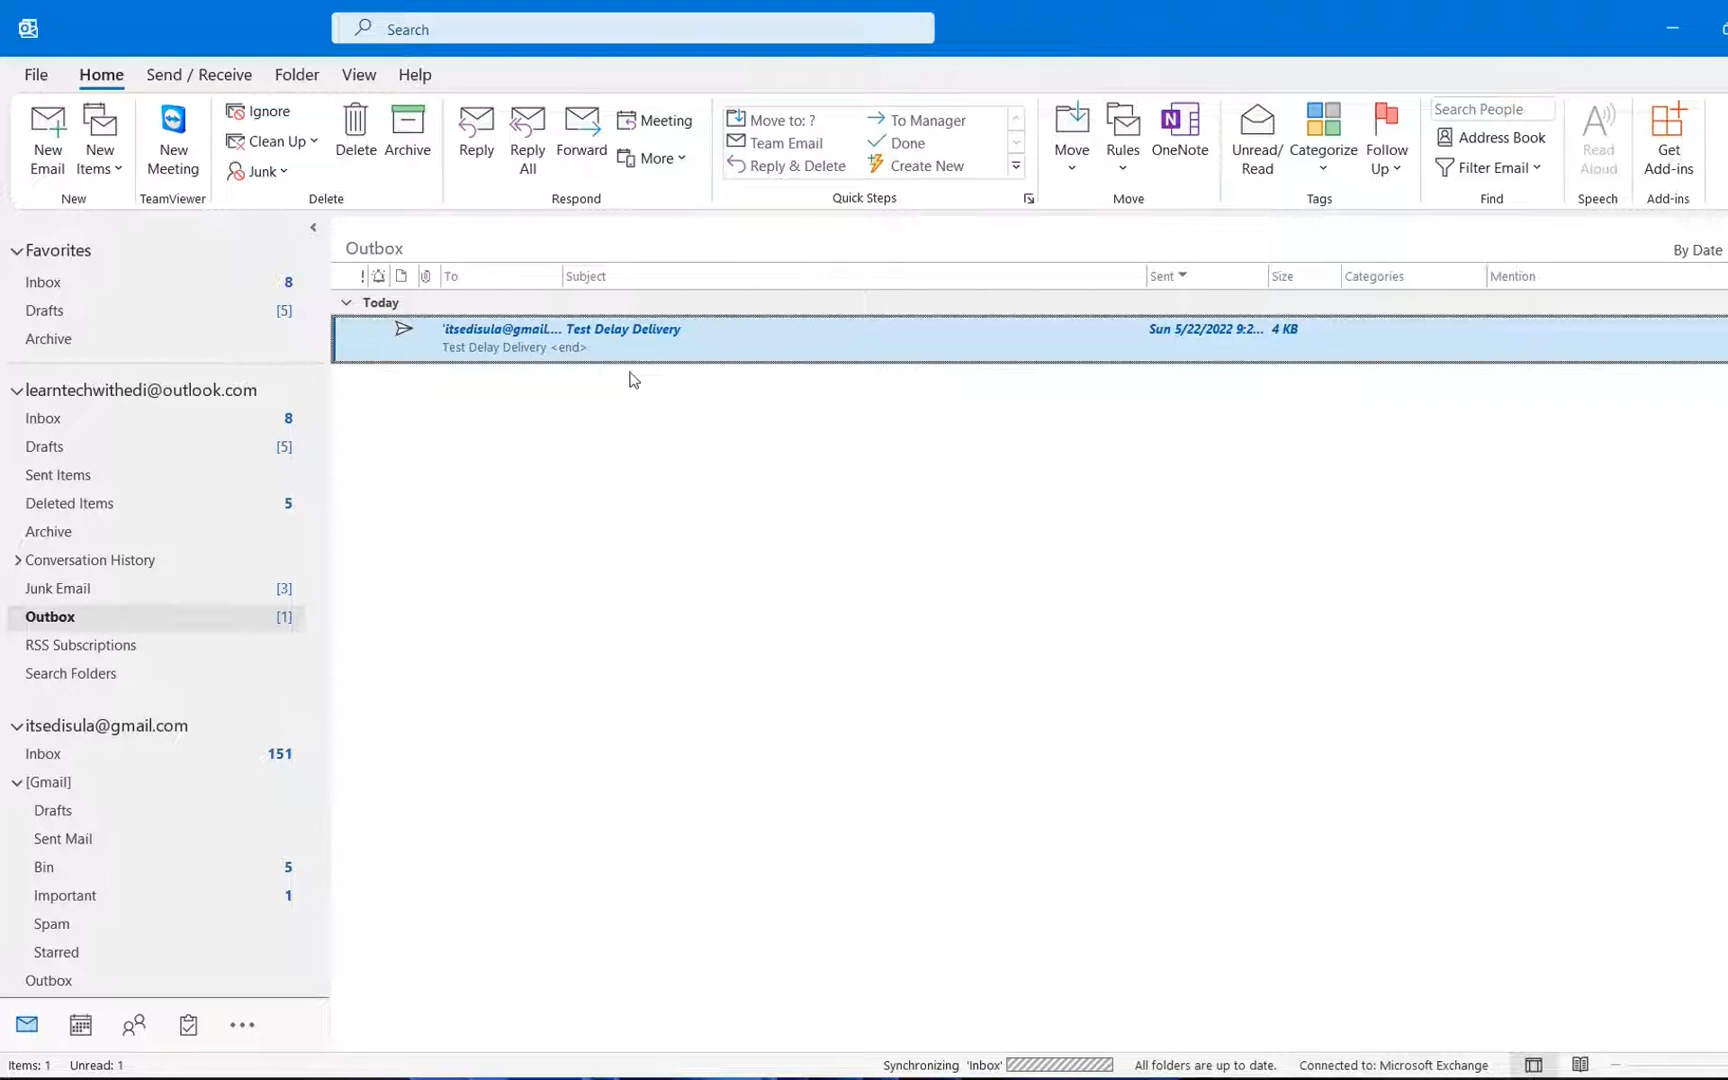 Search
File Home Send / Receive Folder View Help
New Email
New Items
New
New Meeting
TeamViewer
Ignore
Clean Up
Junk
Delete
Archive
Delete
Reply
Reply All
Forward
Meeting
More
Respond
Move to: ?
Team Email
Reply & Delete
To Manager
Done
Create New
Quick Steps
Move
Rules
OneNote
Move
Unread/ Read
Categorize
Follow Up
Tags
Search People
Address Book
Filter Email
Find
Read Aloud
Speech
Get Add-ins
Add-ins
Favorites
Inbox 8
Drafts [5]
Archive
learntechwithedi@outlook.com
Inbox 8
Drafts [5]
Sent Items
Deleted Items 5
Archive
Conversation History
Junk Email [3]
Outbox [1]
RSS Subscriptions
Search Folders
itsedisula@gmail.com
Inbox 151
[Gmail]
Drafts
Sent Mail
Bin 5
Important 1
Spam
Starred
Outbox
Outbox
By Date
! To Subject Sent Size Categories Mention
Today
'itsedisula@gmail.... Test Delay Delivery Sun 5/22/2022 9:2... 4 KB
Test Delay Delivery <end>
Items: 1 Unread: 1 Synchronizing 'Inbox' All folders are up to date. Connected to: Microsoft Exchange